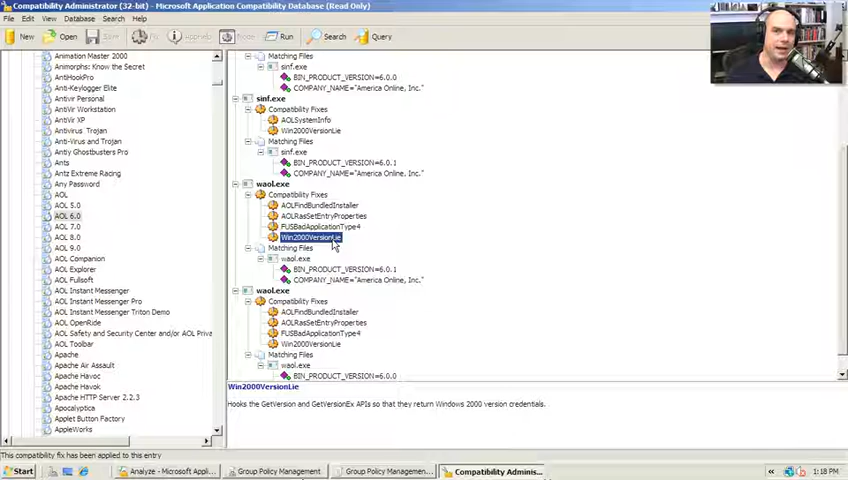 Compatibility Administrator (32-bit) - Microsoft Application Compatibility Database (Read Only)
File Edit View Database Search Help
New Open Save Fix AppHelp Mode Run Search Query
Animation Master 2000
Animorphs: Know the Secret
AntHookPro
Anti-Keylogger Elite
Antivir Personal
AntiVir Workstation
AntiVir XP
Antivirus Trojan
Anti-Virus and Trojan
Antiy Ghostbusters Pro
Ants
Antz Extreme Racing
Any Password
AOL
AOL 5.0
AOL 6.0
AOL 7.0
AOL 8.0
AOL 9.0
AOL Companion
AOL Explorer
AOL Fullsoft
AOL Instant Messenger
AOL Instant Messenger Pro
AOL Instant Messenger Triton Demo
AOL OpenRide
AOL Safety and Security Center and/or AOL Priva
AOL Toolbar
Apache
Apache Air Assault
Apache Havoc
Apache Havok
Apache HTTP Server 2.2.3
Apocalyptica
Applet Button Factory
AppleWorks
Matching Files
sinf.exe
BIN_PRODUCT_VERSION=6.0.0
COMPANY_NAME="America Online, Inc."
sinf.exe
Compatibility Fixes
AOLSystemInfo
Win2000VersionLie
Matching Files
sinf.exe
BIN_PRODUCT_VERSION=6.0.1
COMPANY_NAME="America Online, Inc."
waol.exe
Compatibility Fixes
AOLFindBundledInstaller
AOLRasSetEntryProperties
FUSBadApplicationType4
Win2000VersionLie
Matching Files
waol.exe
BIN_PRODUCT_VERSION=6.0.1
COMPANY_NAME="America Online, Inc."
waol.exe
Compatibility Fixes
AOLFindBundledInstaller
AOLRasSetEntryProperties
FUSBadApplicationType4
Win2000VersionLie
Matching Files
waol.exe
BIN_PRODUCT_VERSION=6.0.0
Win2000VersionLie
Hooks the GetVersion and GetVersionEx APIs so that they return Windows 2000 version credentials.
This compatibility fix has been applied to this entry
Start Analyze - Microsoft Appl... Group Policy Management Group Policy Managemen... Compatibility Adminis... « 1:18 PM